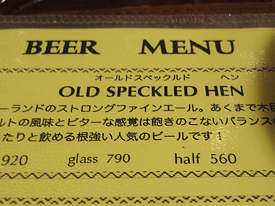 BEER MENU
オールドスペックルド ヘン
OLD SPECKLED HEN
ーランドのストロングファインエール。あくまで木目
ルトの風味とビターな感覚は飽きのこないバランスの
たりと飲める根強い人気のビールです！
920 glass 790 half 560